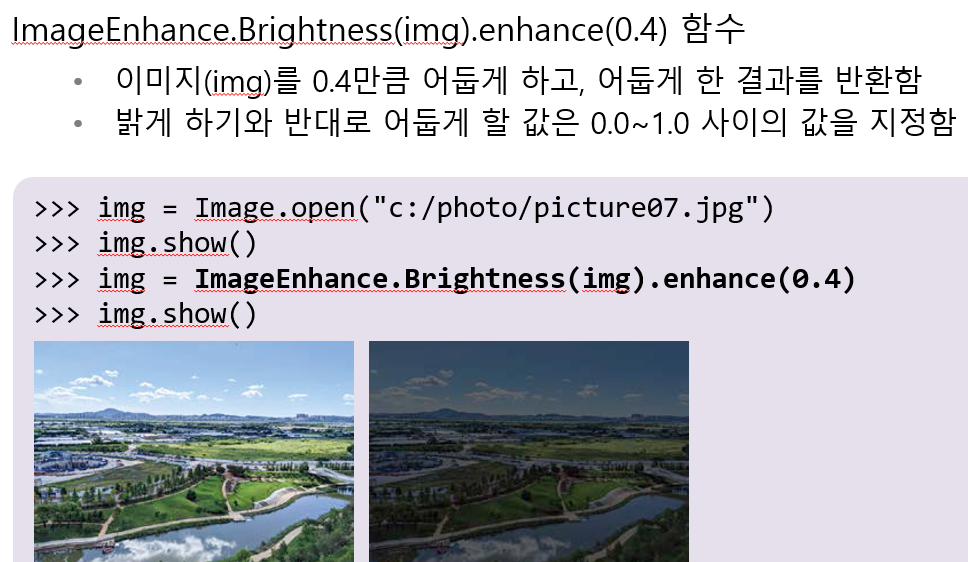 ImageEnhance.Brightness(img).enhance(0.4) 함수
• 이미지(img)를 0.4만큼 어둡게 하고, 어둡게 한 결과를 반환함
• 밝게 하기와 반대로 어둡게 할 값은 0.0~1.0 사이의 값을 지정함
>>> img = Image.open("c:/photo/picture07.jpg")
>>> img.show()
>>> img = ImageEnhance.Brightness(img).enhance(0.4)
>>> img.show()